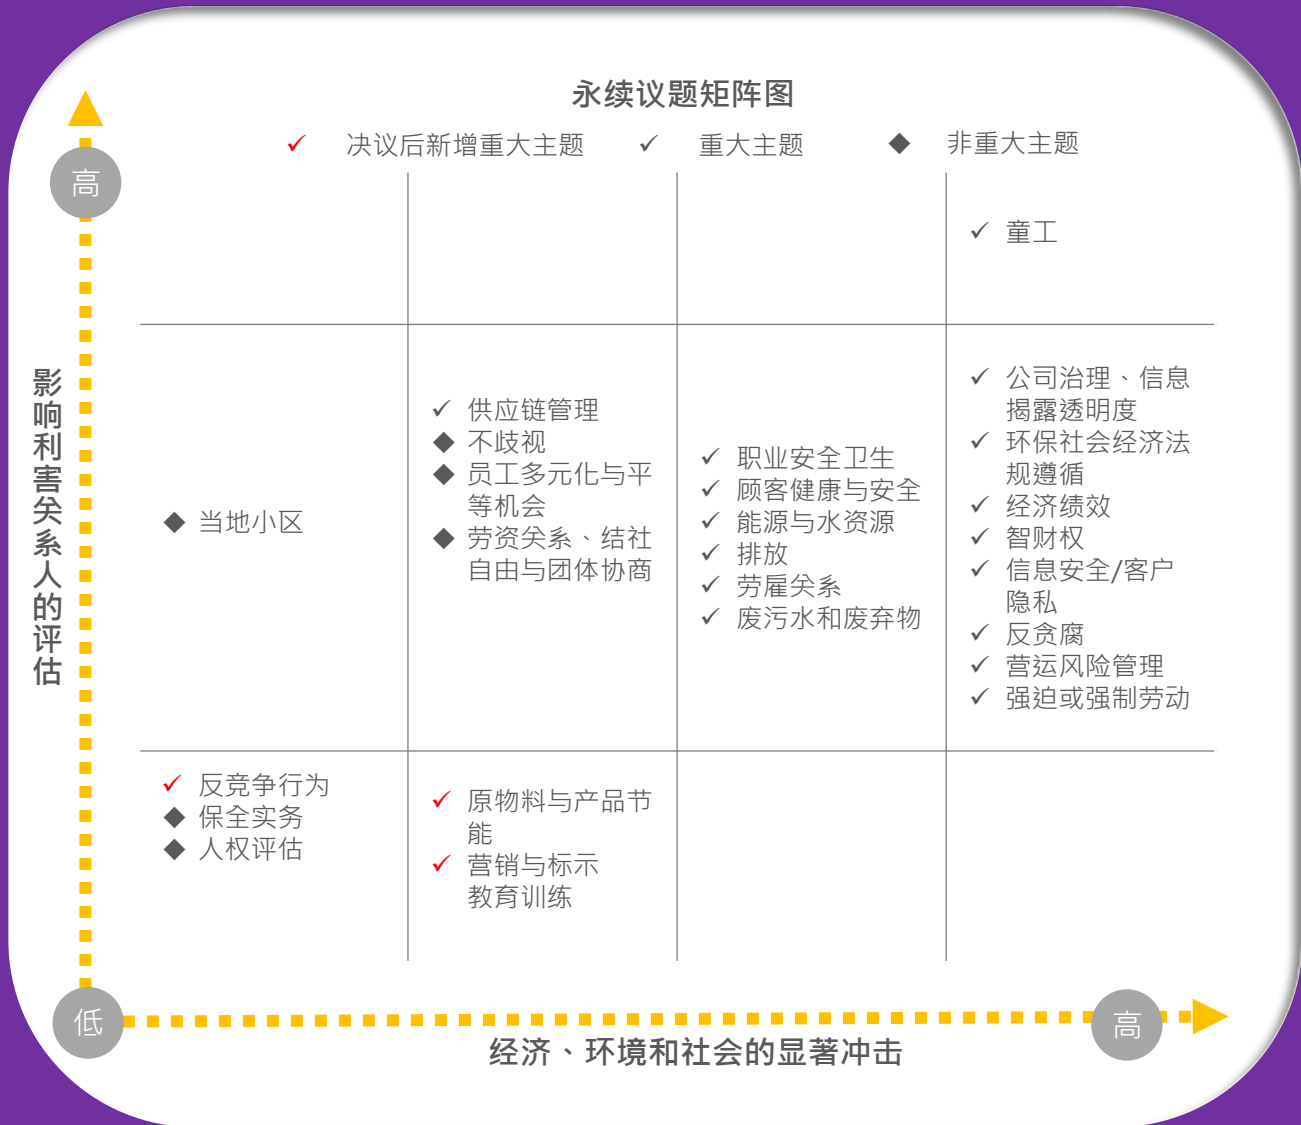 永续议题矩阵图
✓ 决议后新增重大主题 ✓ 重大主题 ◆ 非重大主题
高
影响利害关系人的评估
✓ 童工
◆ 当地小区
✓ 供应链管理
◆ 不歧视
◆ 员工多元化与平
等机会
◆ 劳资关系、结社
自由与团体协商
✓ 职业安全卫生
✓ 顾客健康与安全
✓ 能源与水资源
✓ 排放
✓ 劳雇关系
✓ 废污水和废弃物
✓ 公司治理、信息
揭露透明度
✓ 环保社会经济法
规遵循
✓ 经济绩效
✓ 智财权
✓ 信息安全/客户
隐私
✓ 反贪腐
✓ 营运风险管理
✓ 强迫或强制劳动
✓ 反竞争行为
◆ 保全实务
◆ 人权评估
✓ 原物料与产品节
能
✓ 营销与标示
教育训练
低
高
经济、环境和社会的显著冲击